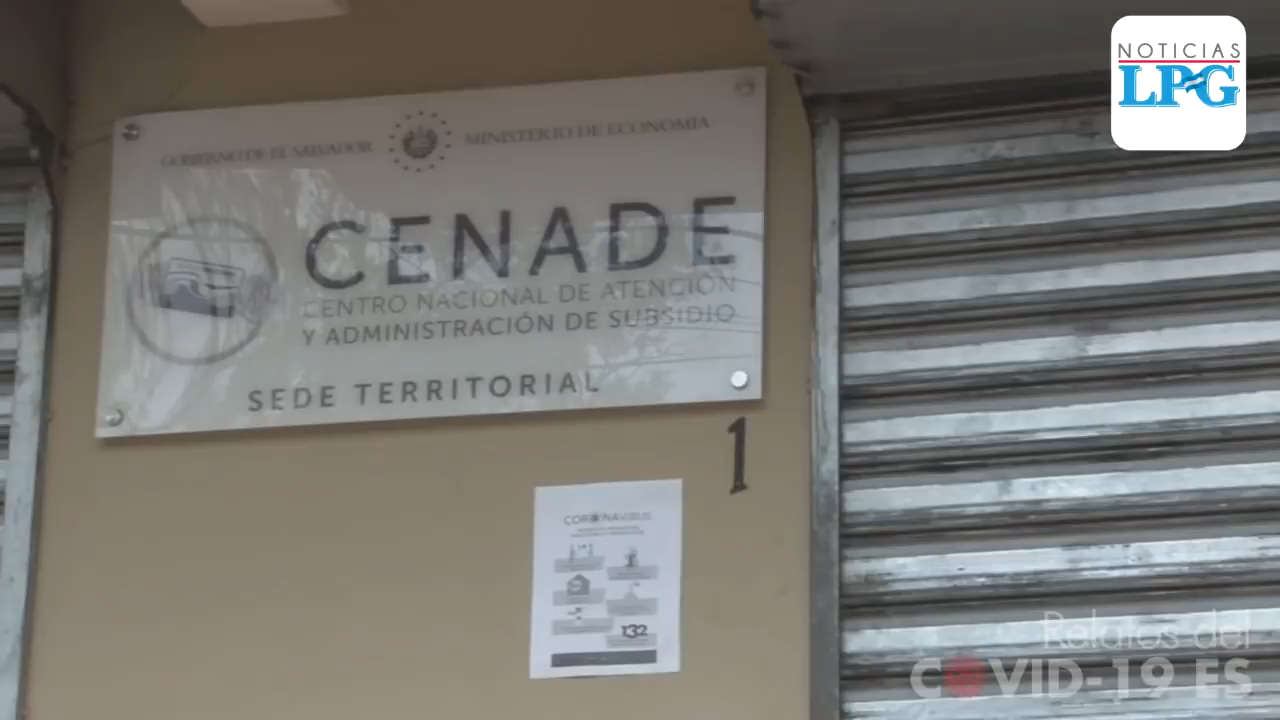 NOTICIAS
LPG
GOBIERNO DE EL SALVADOR
MINISTERIO DE ECONOMÍA
CENADE
CENTRO NACIONAL DE ATENCIÓN
Y ADMINISTRACIÓN DE SUBSIDIO
SEDE TERRITORIAL
1
CORONAVIRUS
132
Relatos del
COVID-19 ES